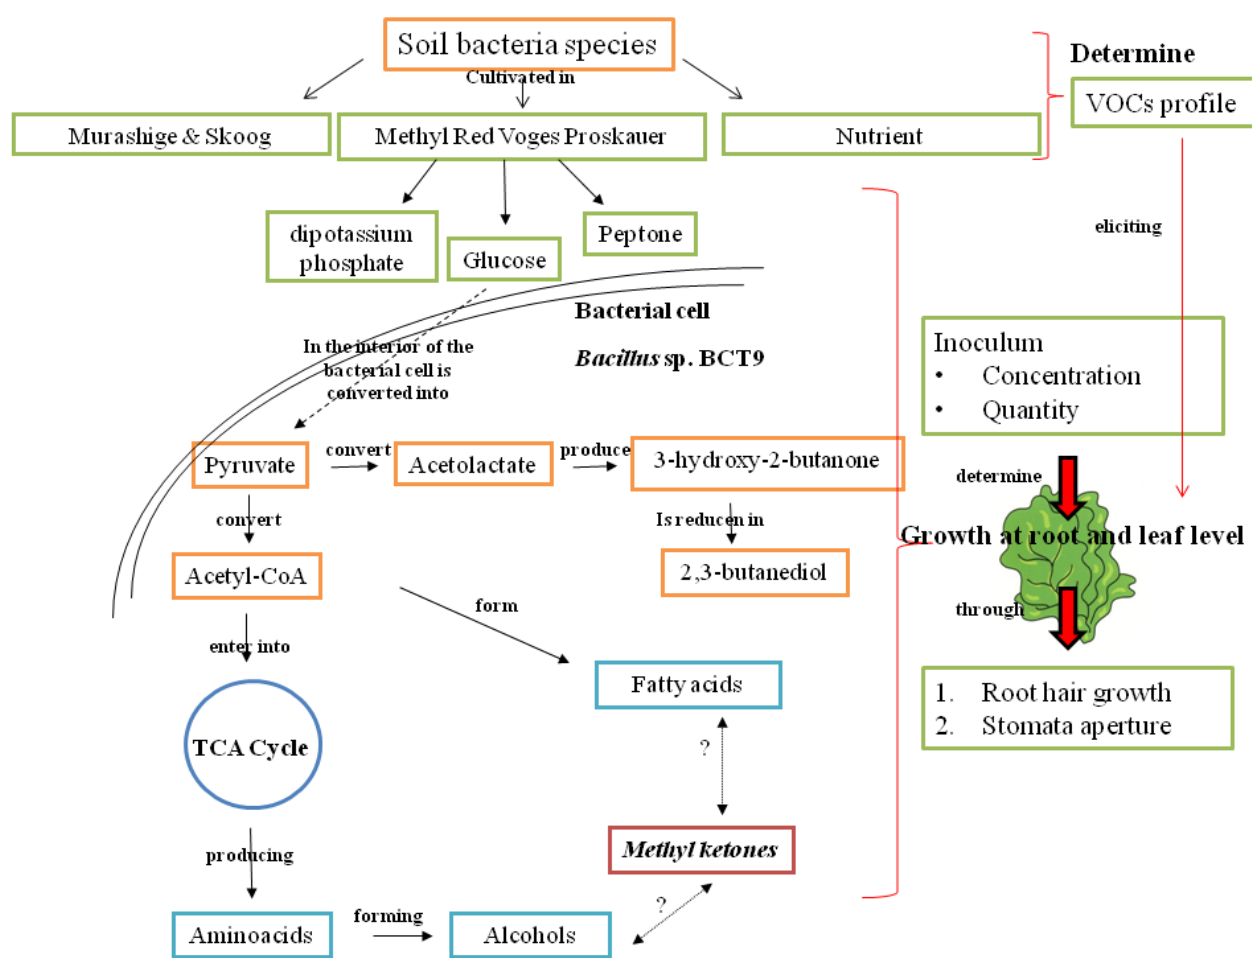 Soil bacteria species
Cultivated in
Determine
VOCs profile
Murashige & Skoog
Methyl Red Voges Proskauer
Nutrient
dipotassium
phosphate
Glucose
Peptone
eliciting
Bacterial cell
Bacillus sp. BCT9
In the interior of the
bacterial cell is
converted into
Inoculum
• Concentration
• Quantity
Pyruvate
convert
Acetolactate
produce
3-hydroxy-2-butanone
determine
convert
Is reducen in
Growth at root and leaf level
Acetyl-CoA
2,3-butanediol
form
through
enter into
Fatty acids
1. Root hair growth
2. Stomata aperture
TCA Cycle
?
producing
Methyl ketones
?
Aminoacids
forming
Alcohols